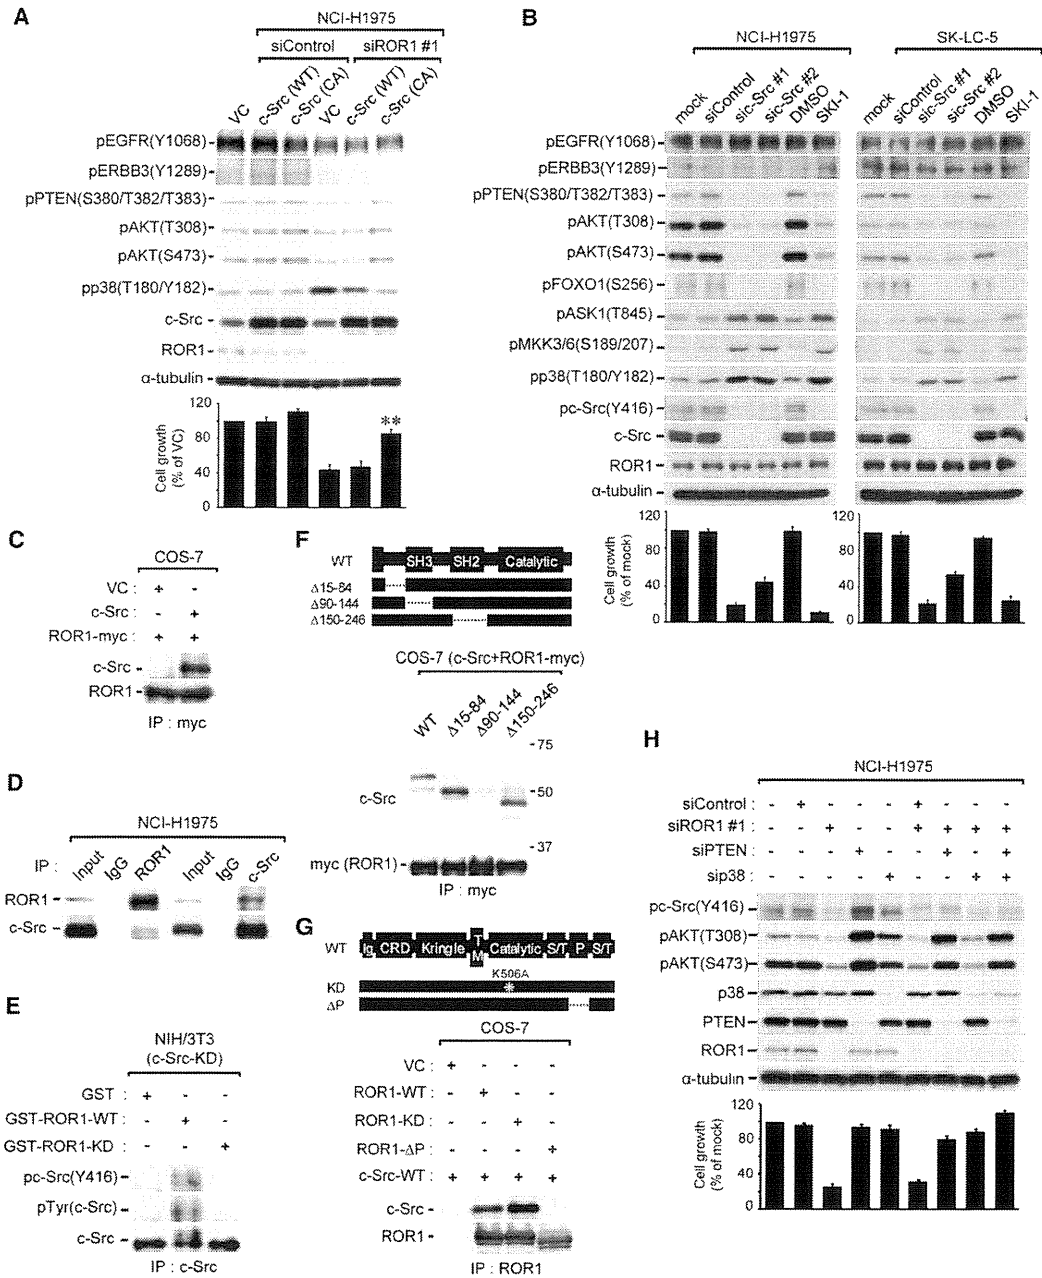 A
NCI-H1975
siControl
siROR1 #1
VC
c-Src (WT)
c-Src (CA)
VC
c-Src (WT)
c-Src (CA)
pEGFR(Y1068)
pERBB3(Y1289)
pPTEN(S380/T382/T383)
pAKT(T308)
pAKT(S473)
pp38(T180/Y182)
c-Src
ROR1
α-tubulin
Cell growth
(% of VC)
120
80
40
0
**
B
NCI-H1975
SK-LC-5
mock
siControl
sic-Src #1
sic-Src #2
DMSO
SKI-1
mock
siControl
sic-Src #1
sic-Src #2
DMSO
SKI-1
pEGFR(Y1068)
pERBB3(Y1289)
pPTEN(S380/T382/T383)
pAKT(T308)
pAKT(S473)
pFOXO1(S256)
pASK1(T845)
pMKK3/6(S189/207)
pp38(T180/Y182)
pc-Src(Y416)
c-Src
ROR1
α-tubulin
Cell growth
(% of mock)
120
80
40
0
120
80
40
0
C
COS-7
VC : + -
c-Src : - +
ROR1-myc : + +
c-Src
ROR1
IP : myc
D
NCI-H1975
IP : Input IgG ROR1 Input IgG c-Src
ROR1
c-Src
E
NIH/3T3
(c-Src-KD)
GST : + - -
GST-ROR1-WT : - + -
GST-ROR1-KD : - - +
pc-Src(Y416)
pTyr(c-Src)
c-Src
IP : c-Src
F
WT SH3 SH2 Catalytic
Δ15-84
Δ90-144
Δ150-246
COS-7 (c-Src+ROR1-myc)
WT
Δ15-84
Δ90-144
Δ150-246
75
c-Src
50
37
myc (ROR1)
IP : myc
G
WT Ig CRD Kringle TM Catalytic S/T P S/T
K506A
KD *
ΔP
COS-7
VC : + - - -
ROR1-WT : - + - -
ROR1-KD : - - + -
ROR1-ΔP : - - - +
c-Src-WT : + + + +
c-Src
ROR1
IP : ROR1
H
NCI-H1975
siControl : - + - - - + - - -
siROR1 #1 : - - + - - + + + +
siPTEN : - - - + - - + - +
sip38 : - - - - + - - + +
pc-Src(Y416)
pAKT(T308)
pAKT(S473)
p38
PTEN
ROR1
α-tubulin
Cell growth
(% of mock)
120
80
40
0